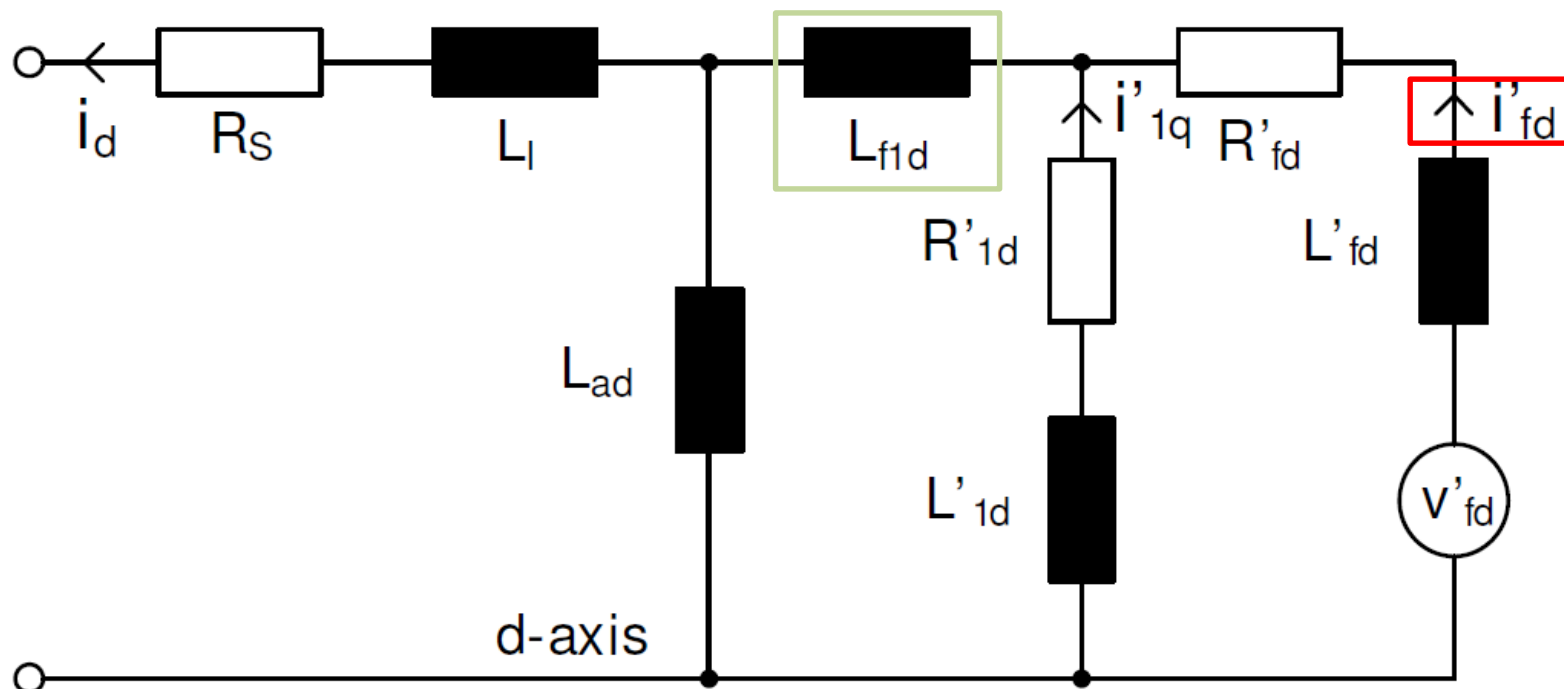 i_d
R_S
L_l
L_f1d
i'_1q
R'_fd
i'_fd
R'_1d
L'_fd
L_ad
L'_1d
v'_fd
d-axis